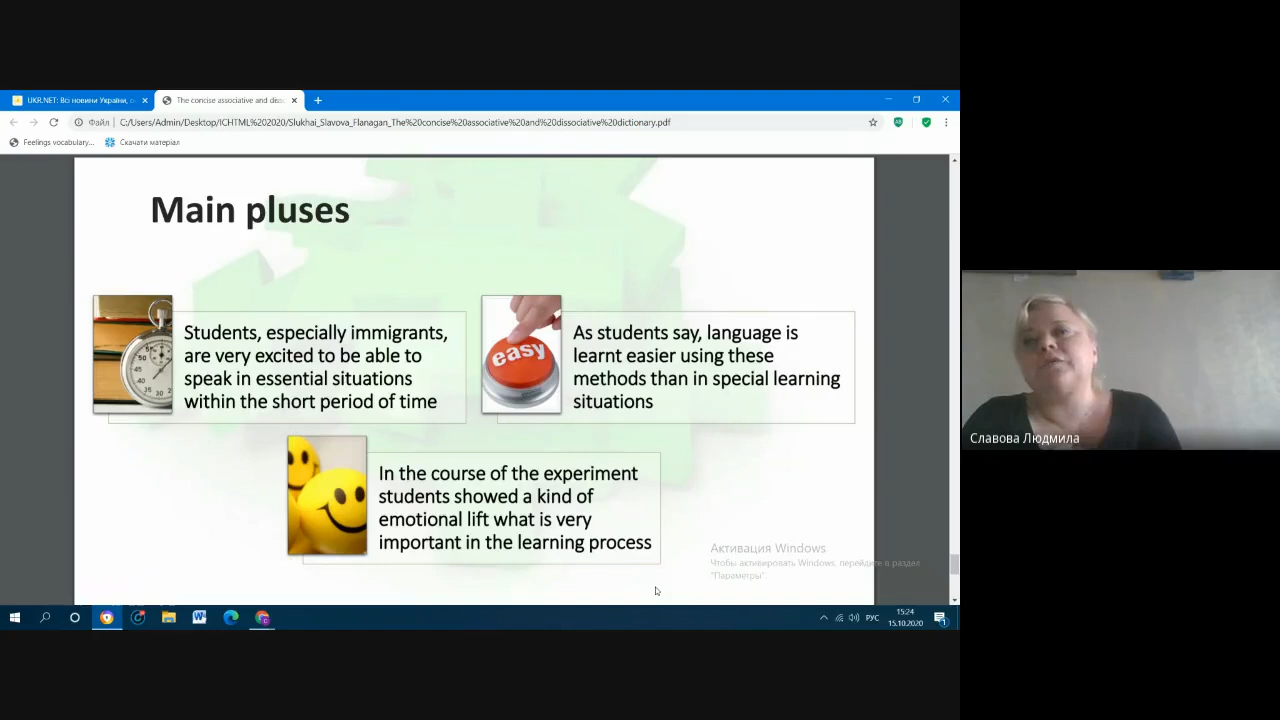 UKR.NET: Всі новини України, о
The concise associative and diss
Файл
C:/Users/Admin/Desktop/ICHTML%202020/Slukhai_Slavova_Flanagan_The%20concise%20associative%20and%20dissociative%20dictionary.pdf
Feelings vocabulary...
Скачати матеріал
Main pluses
Students, especially immigrants,
are very excited to be able to
speak in essential situations
within the short period of time
easy
As students say, language is
learnt easier using these
methods than in special learning
situations
In the course of the experiment
students showed a kind of
emotional lift what is very
important in the learning process
Активация Windows
Чтобы активировать Windows, перейдите в раздел
"Параметры".
РУС
15:24
15.10.2020
Славова Людмила